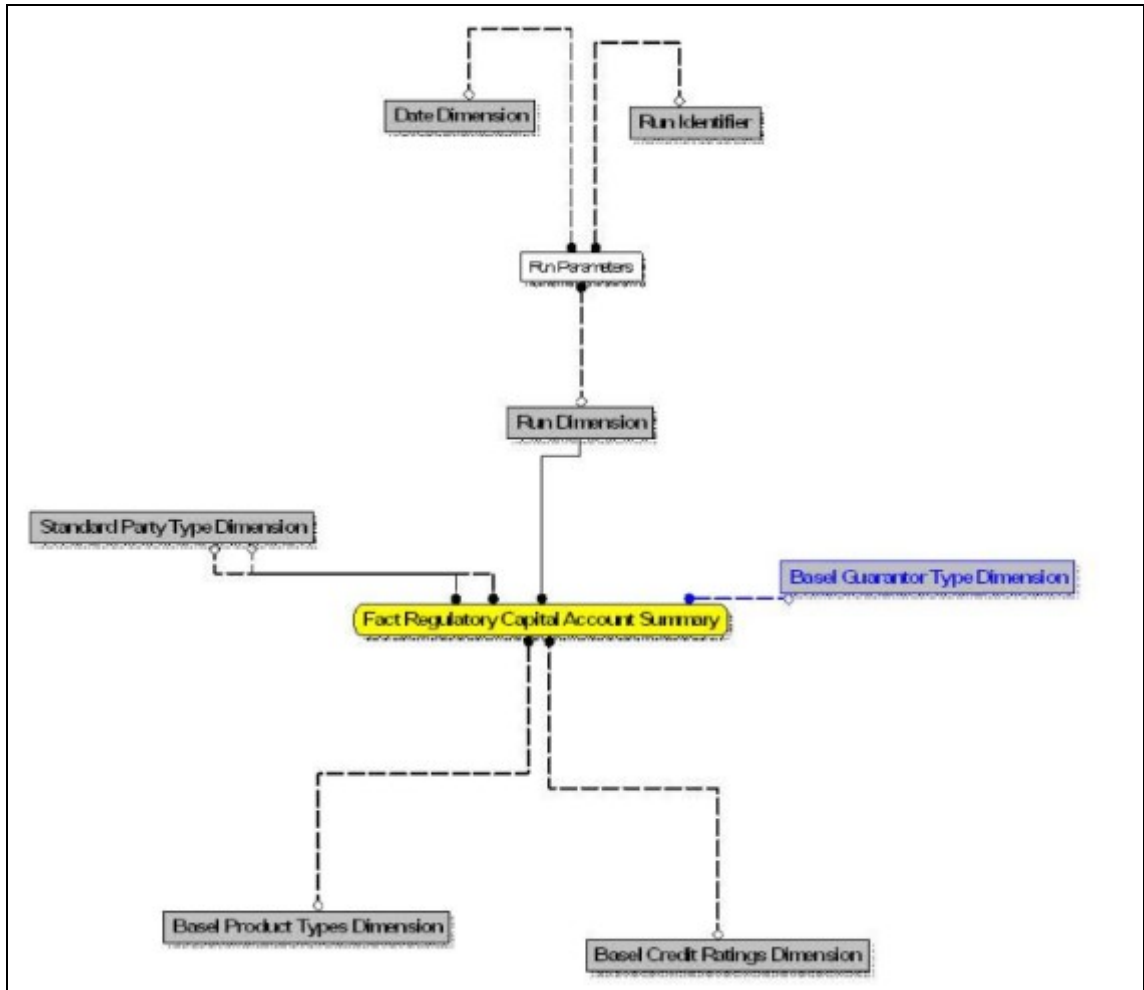 Date Dimension
Run Identifier
Run Parameters
Run Dimension
Standard Party Type Dimension
Basel Guarantor Type Dimension
Fact Regulatory Capital Account Summary
Basel Product Types Dimension
Basel Credit Ratings Dimension